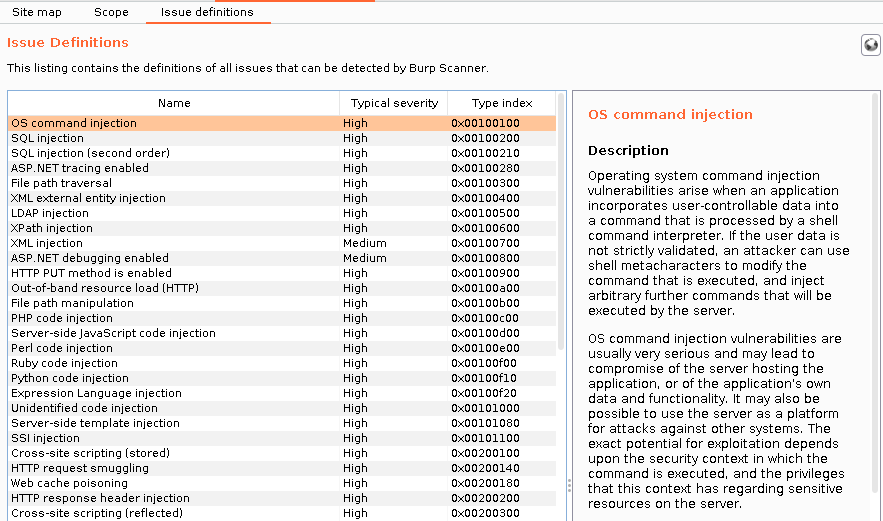 Site map Scope Issue definitions
Issue Definitions
This listing contains the definitions of all issues that can be detected by Burp Scanner.
Name Typical severity Type index
OS command injection High 0x00100100
SQL injection High 0x00100200
SQL injection (second order) High 0x00100210
ASP.NET tracing enabled High 0x00100280
File path traversal High 0x00100300
XML external entity injection High 0x00100400
LDAP injection High 0x00100500
XPath injection High 0x00100600
XML injection Medium 0x00100700
ASP.NET debugging enabled Medium 0x00100800
HTTP PUT method is enabled High 0x00100900
Out-of-band resource load (HTTP) High 0x00100a00
File path manipulation High 0x00100b00
PHP code injection High 0x00100c00
Server-side JavaScript code injection High 0x00100d00
Perl code injection High 0x00100e00
Ruby code injection High 0x00100f00
Python code injection High 0x00100f10
Expression Language injection High 0x00100f20
Unidentified code injection High 0x00101000
Server-side template injection High 0x00101080
SSI injection High 0x00101100
Cross-site scripting (stored) High 0x00200100
HTTP request smuggling High 0x00200140
Web cache poisoning High 0x00200180
HTTP response header injection High 0x00200200
Cross-site scripting (reflected) High 0x00200300
OS command injection
Description
Operating system command injection
vulnerabilities arise when an application
incorporates user-controllable data into
a command that is processed by a shell
command interpreter. If the user data is
not strictly validated, an attacker can use
shell metacharacters to modify the
command that is executed, and inject
arbitrary further commands that will be
executed by the server.
OS command injection vulnerabilities are
usually very serious and may lead to
compromise of the server hosting the
application, or of the application's own
data and functionality. It may also be
possible to use the server as a platform
for attacks against other systems. The
exact potential for exploitation depends
upon the security context in which the
command is executed, and the privileges
that this context has regarding sensitive
resources on the server.